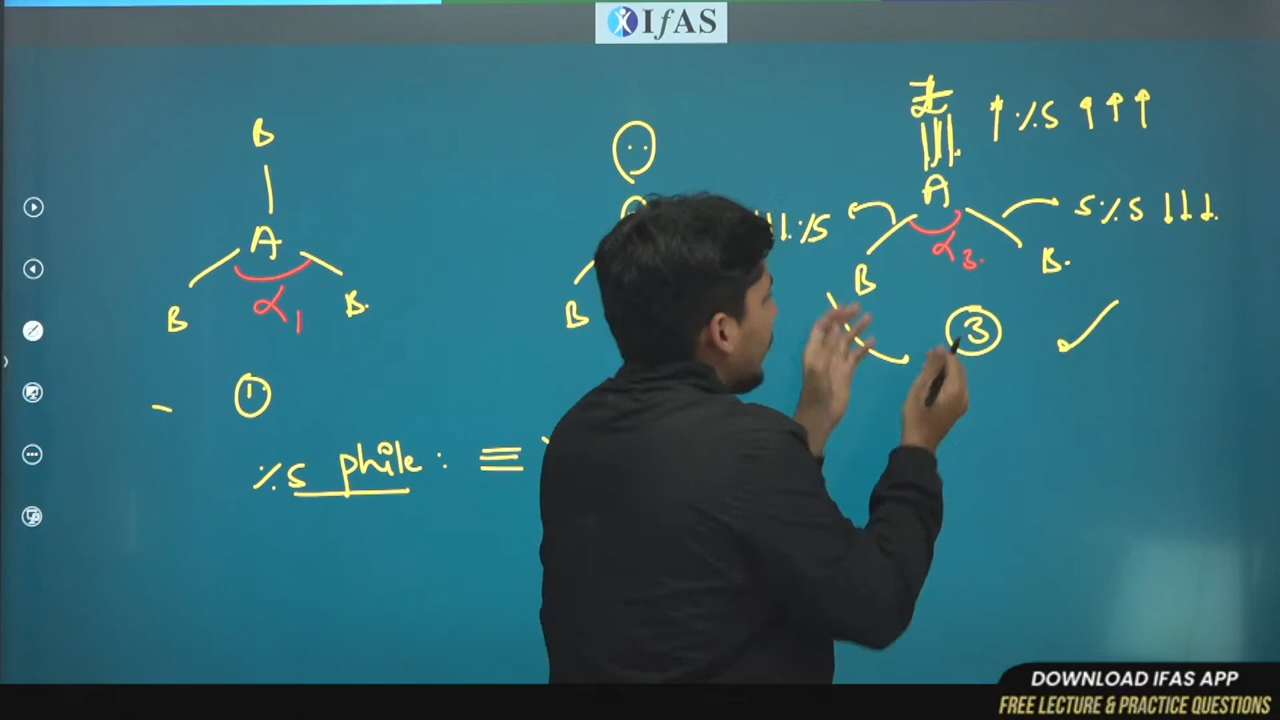 IfAS
B
A
B
B.
α1
①
B
Z
A
↑ %S ↑↑↑
↓↓↓ %S
S%S ↓↓↓.
α3.
B
B.
③ ✓
%S phile: ≡
DOWNLOAD IFAS APP
FREE LECTURE & PRACTICE QUESTIONS